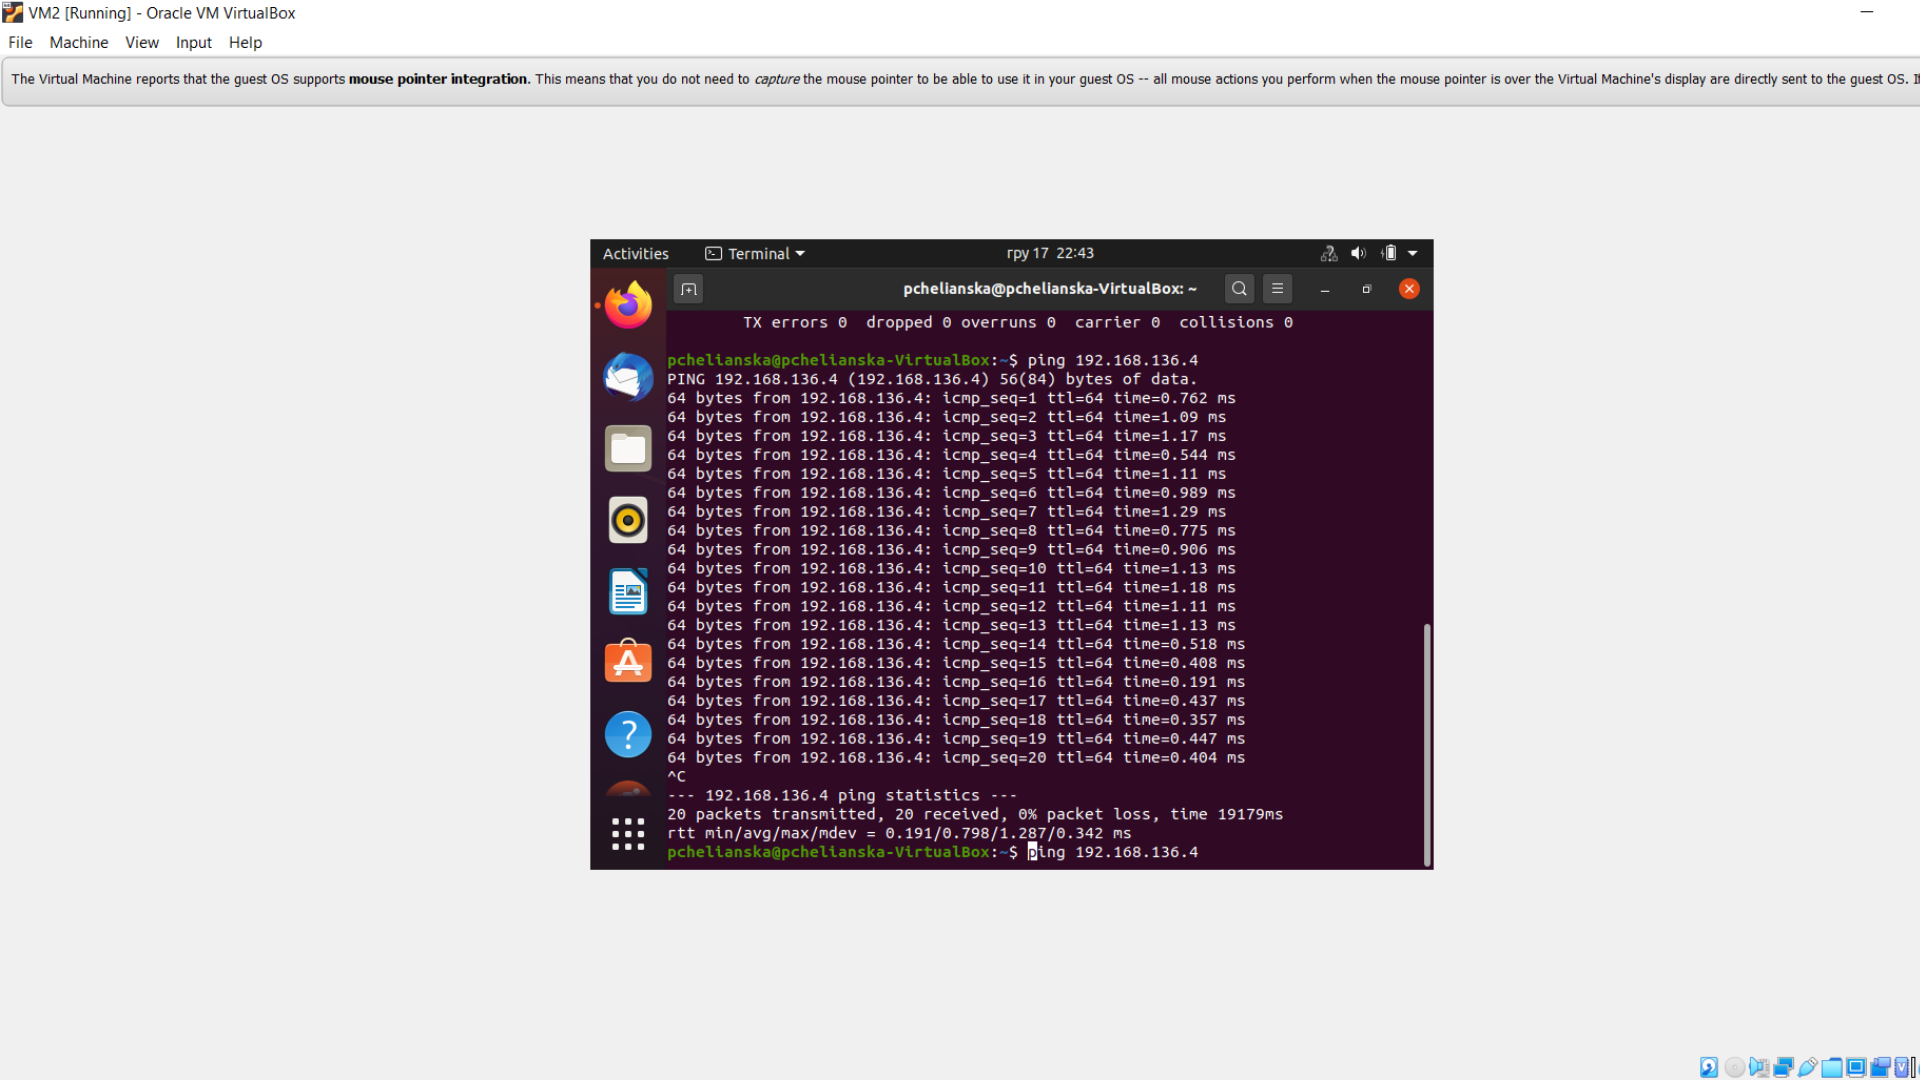 VM2 [Running] - Oracle VM VirtualBox
File Machine View Input Help
The Virtual Machine reports that the guest OS supports mouse pointer integration. This means that you do not need to capture the mouse pointer to be able to use it in your guest OS -- all mouse actions you perform when the mouse pointer is over the Virtual Machine's display are directly sent to the guest OS.
Activities Terminal гру 17 22:43
pchelianska@pchelianska-VirtualBox: ~
TX errors 0 dropped 0 overruns 0 carrier 0 collisions 0
pchelianska@pchelianska-VirtualBox:~$ ping 192.168.136.4
PING 192.168.136.4 (192.168.136.4) 56(84) bytes of data.
64 bytes from 192.168.136.4: icmp_seq=1 ttl=64 time=0.762 ms
64 bytes from 192.168.136.4: icmp_seq=2 ttl=64 time=1.09 ms
64 bytes from 192.168.136.4: icmp_seq=3 ttl=64 time=1.17 ms
64 bytes from 192.168.136.4: icmp_seq=4 ttl=64 time=0.544 ms
64 bytes from 192.168.136.4: icmp_seq=5 ttl=64 time=1.11 ms
64 bytes from 192.168.136.4: icmp_seq=6 ttl=64 time=0.989 ms
64 bytes from 192.168.136.4: icmp_seq=7 ttl=64 time=1.29 ms
64 bytes from 192.168.136.4: icmp_seq=8 ttl=64 time=0.775 ms
64 bytes from 192.168.136.4: icmp_seq=9 ttl=64 time=0.906 ms
64 bytes from 192.168.136.4: icmp_seq=10 ttl=64 time=1.13 ms
64 bytes from 192.168.136.4: icmp_seq=11 ttl=64 time=1.18 ms
64 bytes from 192.168.136.4: icmp_seq=12 ttl=64 time=1.11 ms
64 bytes from 192.168.136.4: icmp_seq=13 ttl=64 time=1.13 ms
64 bytes from 192.168.136.4: icmp_seq=14 ttl=64 time=0.518 ms
64 bytes from 192.168.136.4: icmp_seq=15 ttl=64 time=0.408 ms
64 bytes from 192.168.136.4: icmp_seq=16 ttl=64 time=0.191 ms
64 bytes from 192.168.136.4: icmp_seq=17 ttl=64 time=0.437 ms
64 bytes from 192.168.136.4: icmp_seq=18 ttl=64 time=0.357 ms
64 bytes from 192.168.136.4: icmp_seq=19 ttl=64 time=0.447 ms
64 bytes from 192.168.136.4: icmp_seq=20 ttl=64 time=0.404 ms
^C
--- 192.168.136.4 ping statistics ---
20 packets transmitted, 20 received, 0% packet loss, time 19179ms
rtt min/avg/max/mdev = 0.191/0.798/1.287/0.342 ms
pchelianska@pchelianska-VirtualBox:~$ ping 192.168.136.4